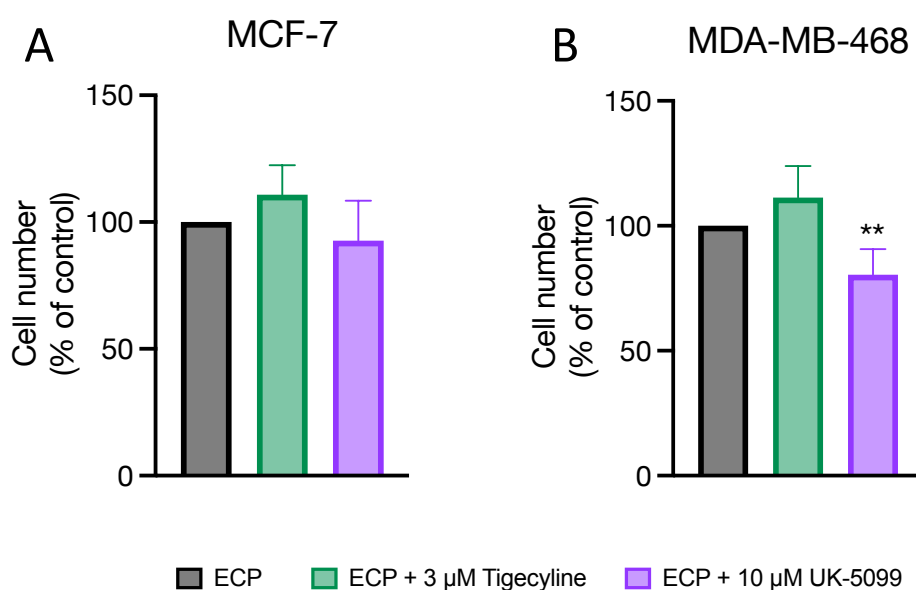 A
MCF-7
150
100
50
0
Cell number
(% of control)
B
MDA-MB-468
150
100
50
0
Cell number
(% of control)
**
ECP
ECP + 3 µM Tigecyline
ECP + 10 µM UK-5099